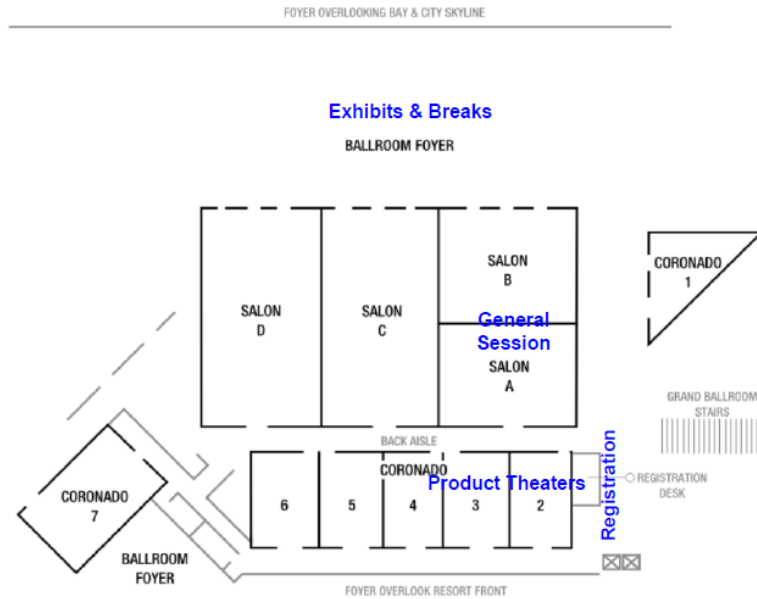 FOYER OVERLOOKING BAY & CITY SKYLINE
Exhibits & Breaks
BALLROOM FOYER
SALON
B
CORONADO
1
SALON
D
SALON
C
General
Session
SALON
A
GRAND BALLROOM
STAIRS
BACK AISLE
CORONADO
Product Theaters
Registration
REGISTRATION
DESK
CORONADO
7
6
5
4
3
2
BALLROOM
FOYER
FOYER OVERLOOK RESORT FRONT